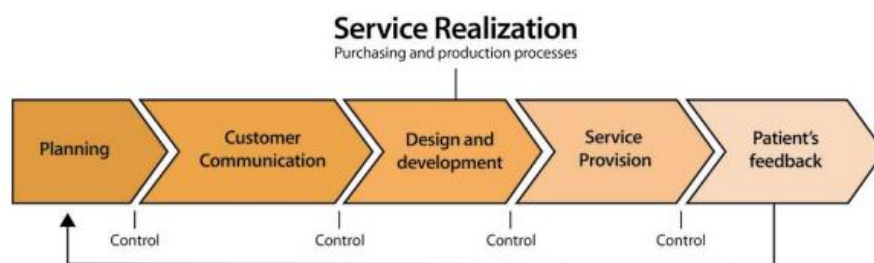 Service Realization
Purchasing and production processes
Planning
Customer
Communication
Design and
development
Service
Provision
Patient's
feedback
Control
Control
Control
Control